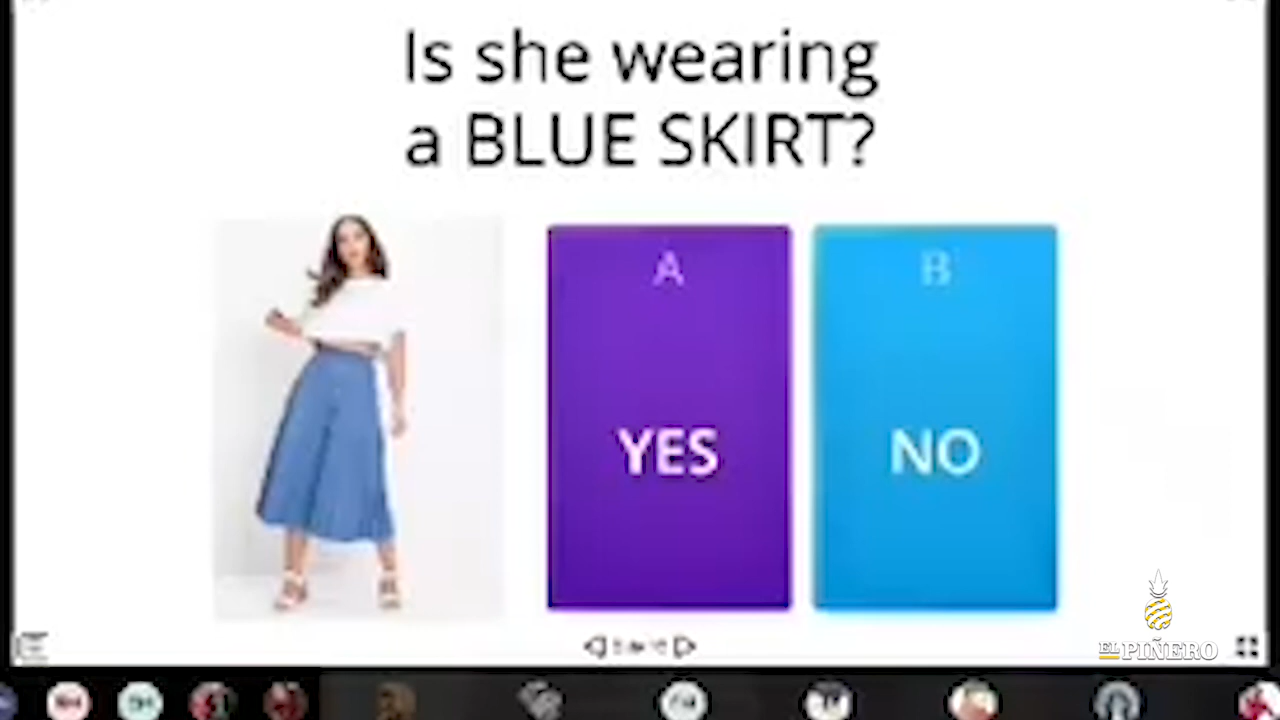 Is she wearing
a BLUE SKIRT?
A
B
YES
NO
EL PIÑERO